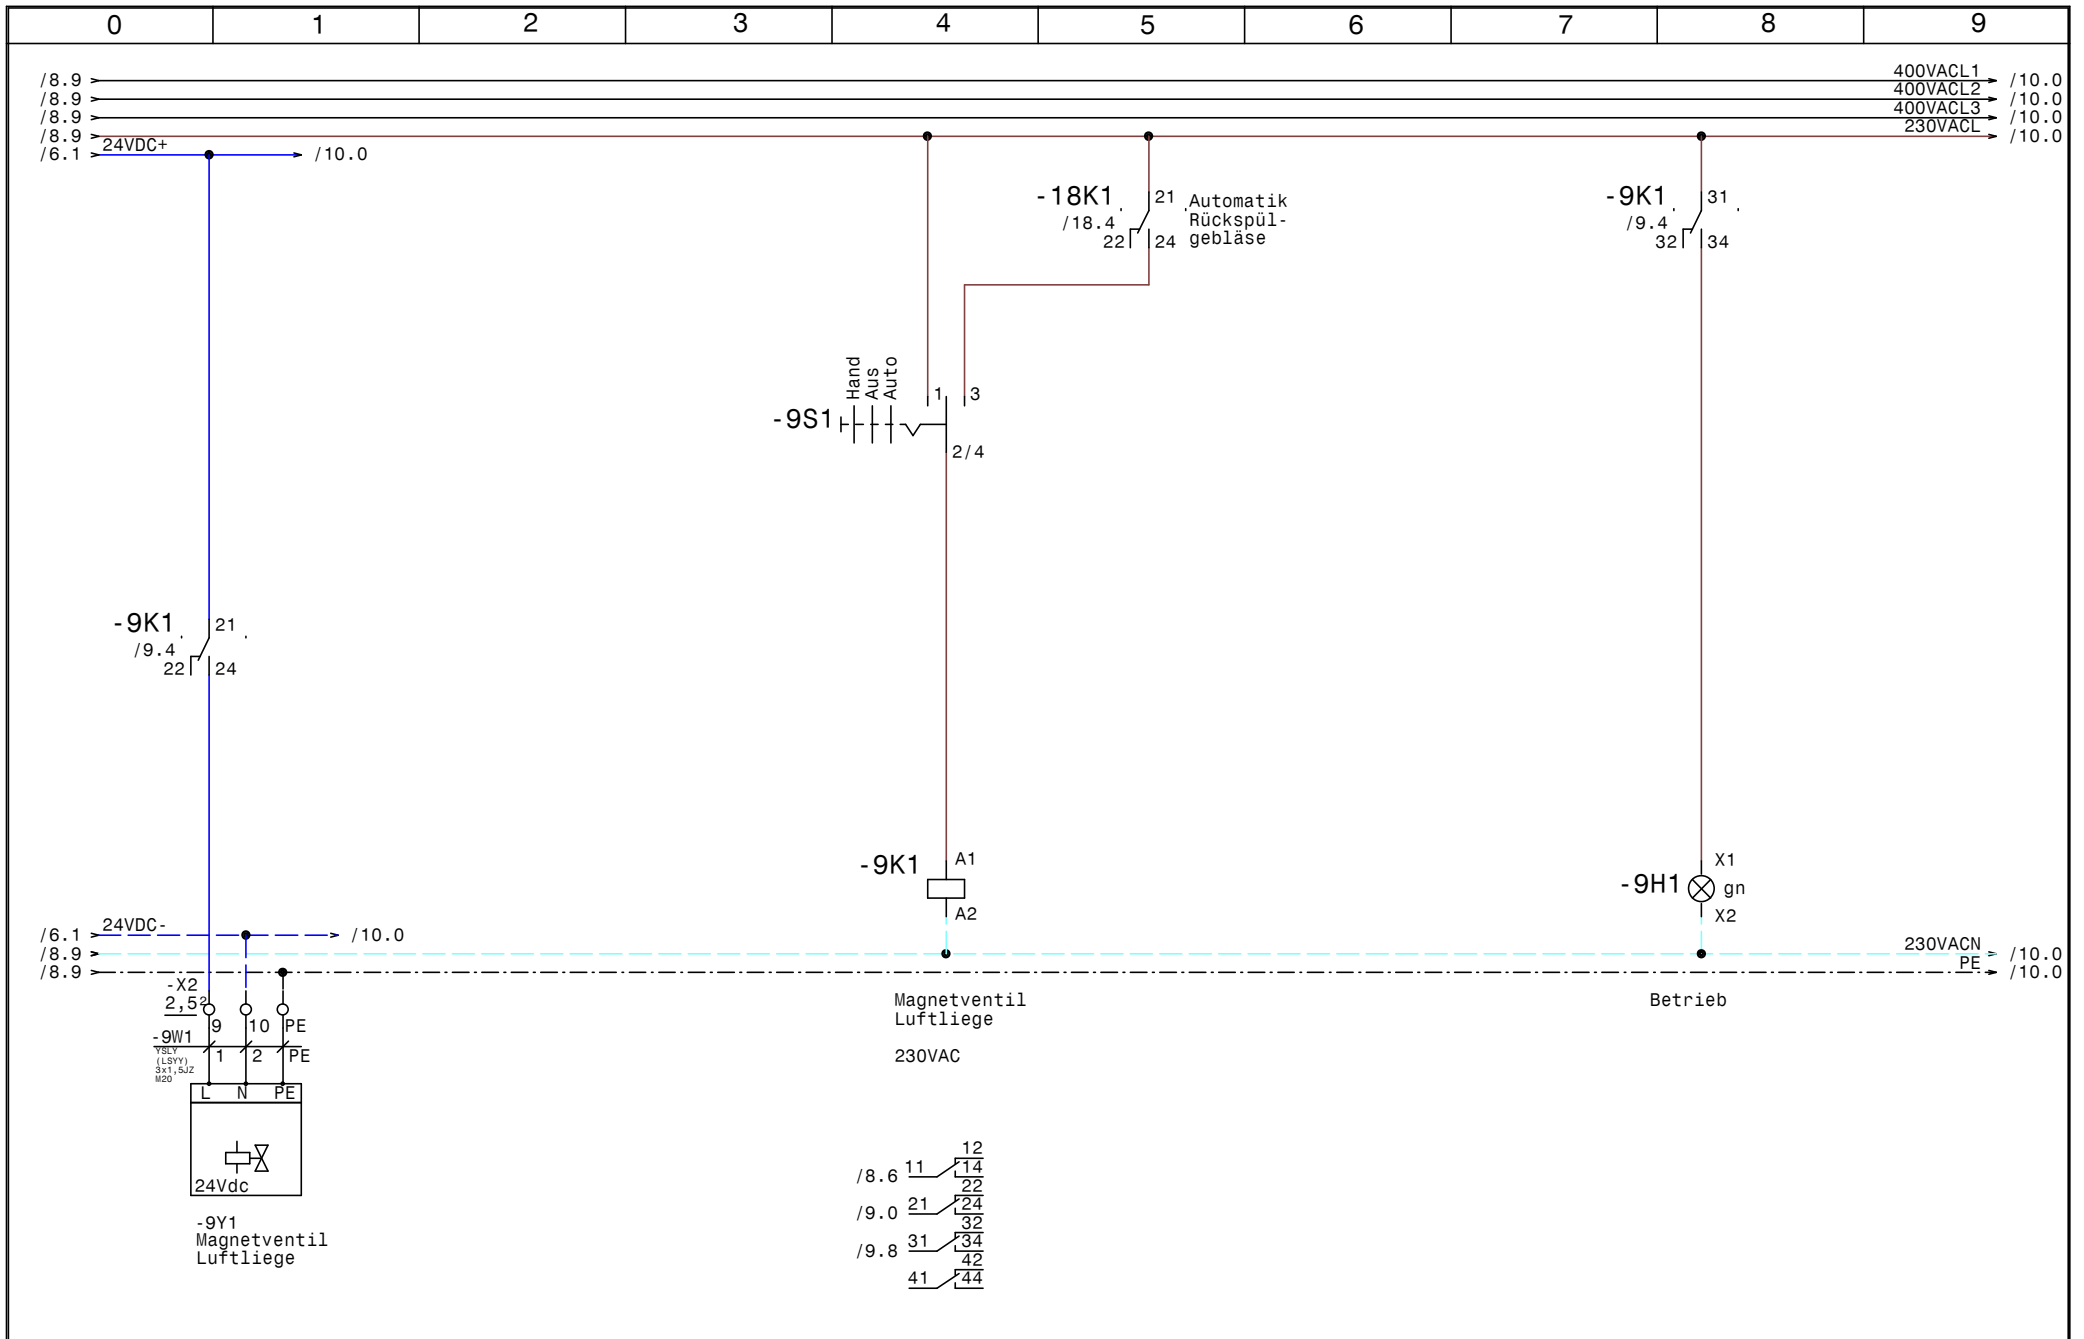 0 1 2 3 4 5 6 7 8 9
/8.9 400VACL1 /10.0
/8.9 400VACL2 /10.0
/8.9 400VACL3 /10.0
/8.9 230VACL /10.0
/6.1 24VDC+ /10.0
-18K1 21 Automatik
/18.4 Rückspül-
22 24 gebläse
-9K1 31
/9.4
32 34
Hand
Aus
Auto
1 3
-9S1
2/4
-9K1 21
/9.4
22 24
-9K1 A1
A2
X1
-9H1 gn
X2
/6.1 24VDC- /10.0
/8.9 230VACN /10.0
/8.9 PE /10.0
-X2
2,5²
9 10 PE
-9W1
1 2 PE
YSLY
(LSYY)
3x1,5JZ
M20
L N PE
24Vdc
-9Y1
Magnetventil
Luftliege
Magnetventil
Luftliege
230VAC
Betrieb
12
/8.6 11 14
22
/9.0 21 24
32
/9.8 31 34
42
41 44